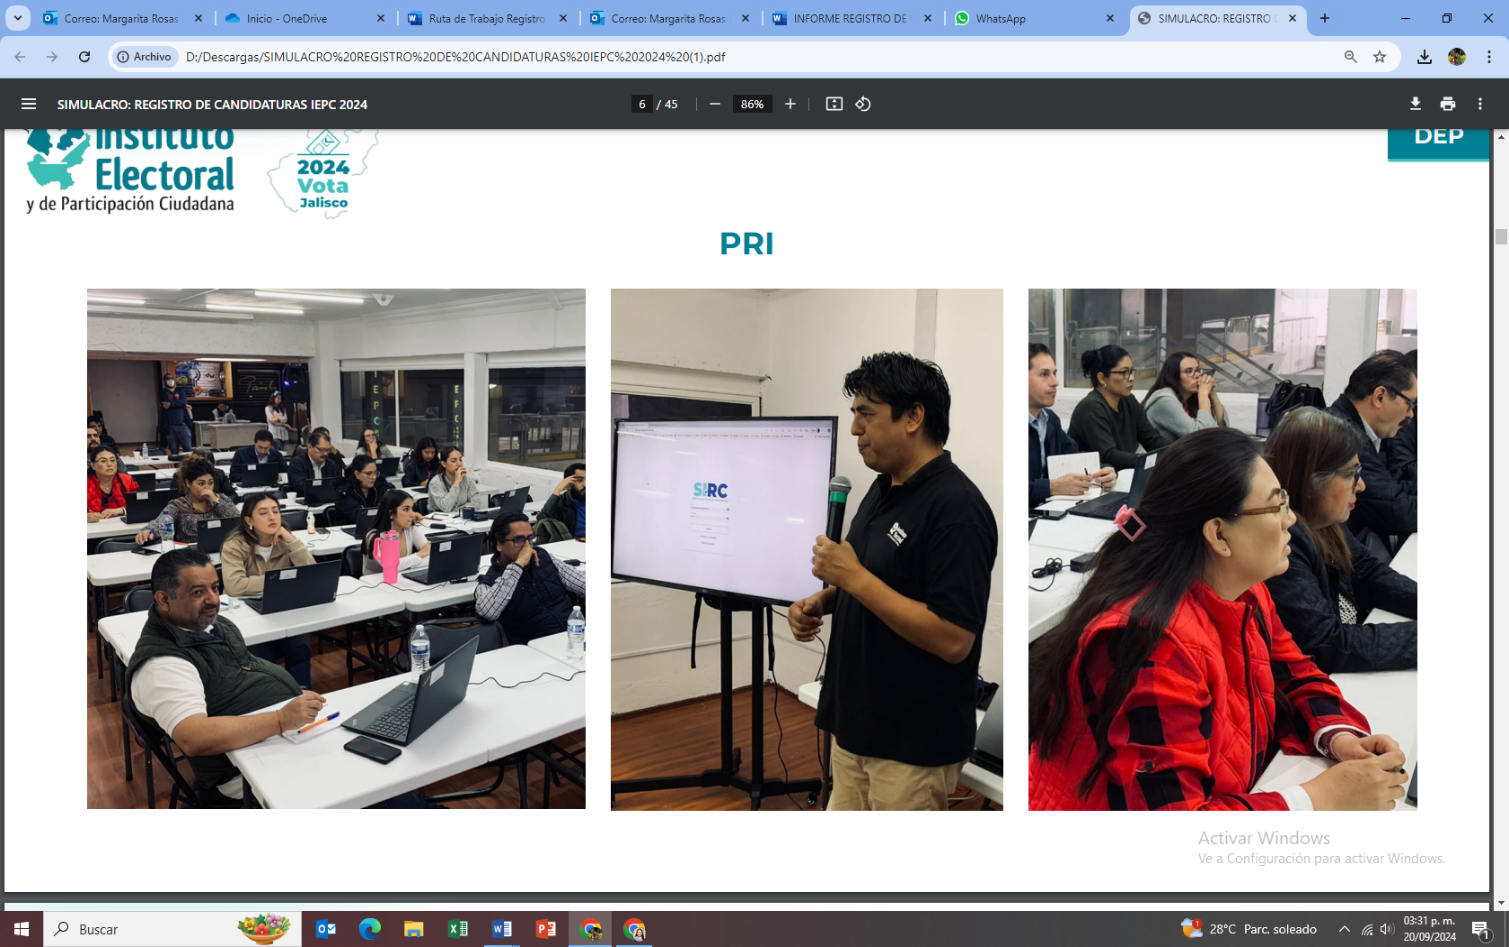 Correo: Margarita Rosas
Inicio - OneDrive
Ruta de Trabajo Registro
Correo: Margarita Rosas
INFORME REGISTRO DE
WhatsApp
SIMULACRO: REGISTRO
Archivo
D:/Descargas/SIMULACRO%20REGISTRO%20DE%20CANDIDATURAS%20IEPC%202024%20(1).pdf
SIMULACRO: REGISTRO DE CANDIDATURAS IEPC 2024
6 / 45
86%
Instituto
Electoral
y de Participación Ciudadana
2024
Vota
Jalisco
DEP
PRI
SIRC
Activar Windows
Ve a Configuración para activar Windows.
Buscar
28°C Parc. soleado
03:31 p. m.
20/09/2024
1